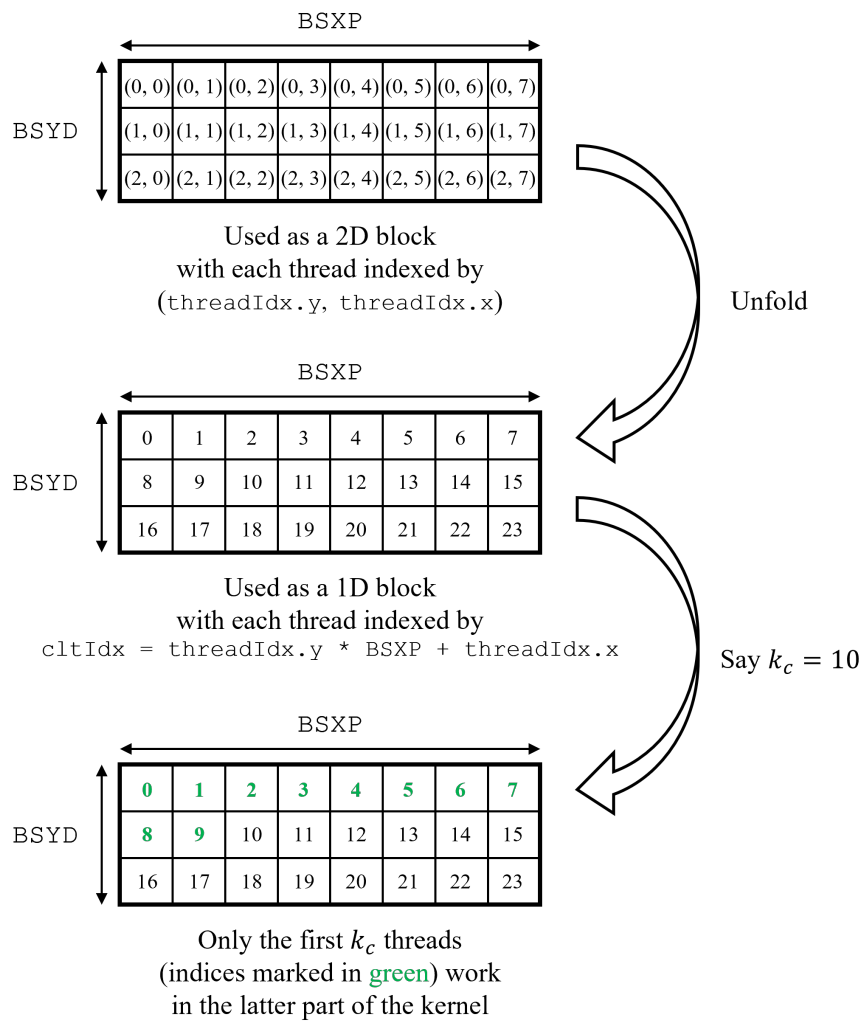 BSXP
BSYD
(0, 0) (0, 1) (0, 2) (0, 3) (0, 4) (0, 5) (0, 6) (0, 7)
(1, 0) (1, 1) (1, 2) (1, 3) (1, 4) (1, 5) (1, 6) (1, 7)
(2, 0) (2, 1) (2, 2) (2, 3) (2, 4) (2, 5) (2, 6) (2, 7)
Used as a 2D block
with each thread indexed by
(threadIdx.y, threadIdx.x)
Unfold
BSXP
BSYD
0 1 2 3 4 5 6 7
8 9 10 11 12 13 14 15
16 17 18 19 20 21 22 23
Used as a 1D block
with each thread indexed by
cltIdx = threadIdx.y * BSXP + threadIdx.x
Say k_c = 10
BSXP
BSYD
0 1 2 3 4 5 6 7
8 9 10 11 12 13 14 15
16 17 18 19 20 21 22 23
Only the first k_c threads
(indices marked in green) work
in the latter part of the kernel